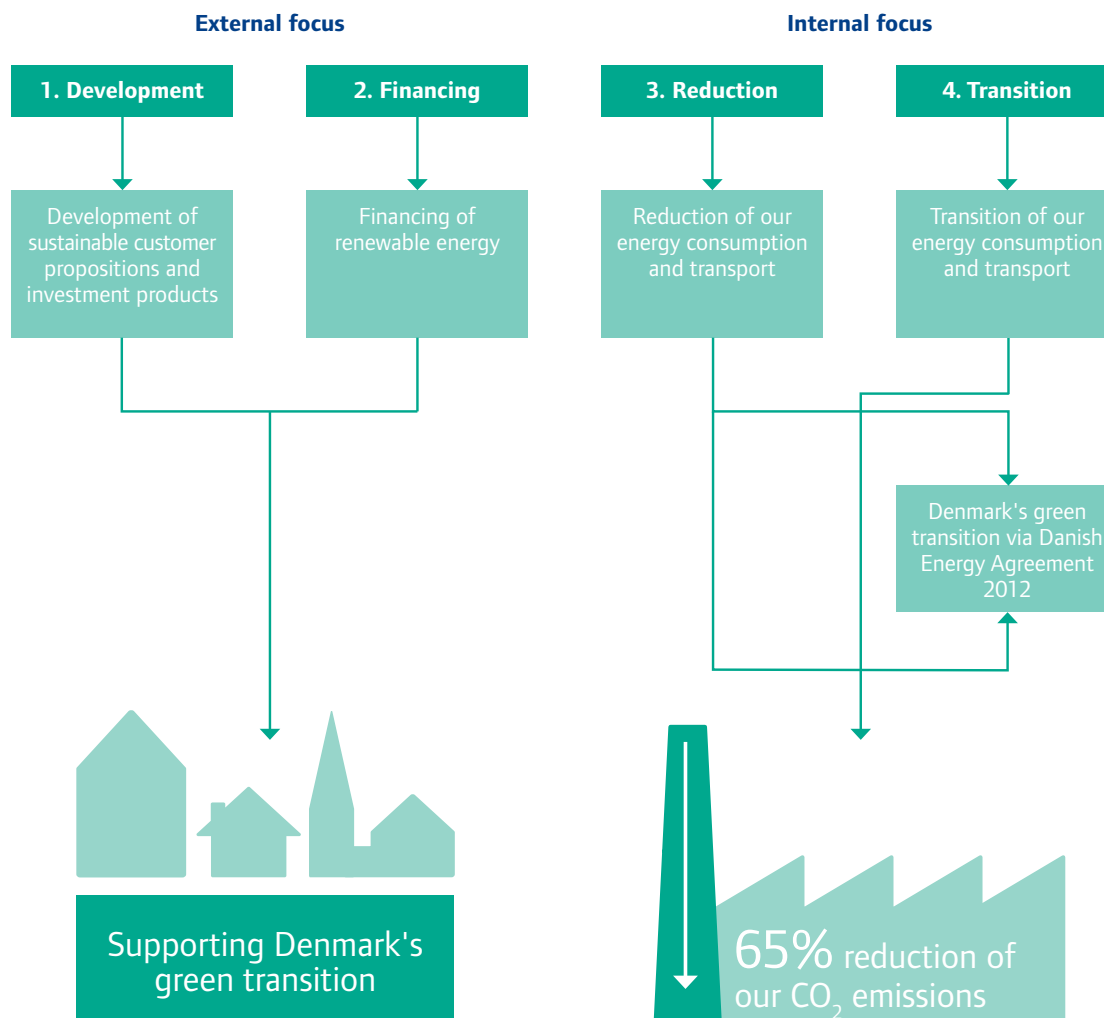 External focus
Internal focus
1. Development
2. Financing
3. Reduction
4. Transition
Development of
sustainable customer
propositions and
investment products
Financing of
renewable energy
Reduction of our
energy consumption
and transport
Transition of our
energy consumption
and transport
Denmark's green
transition via Danish
Energy Agreement
2012
Supporting Denmark's
green transition
65% reduction of
our CO₂ emissions